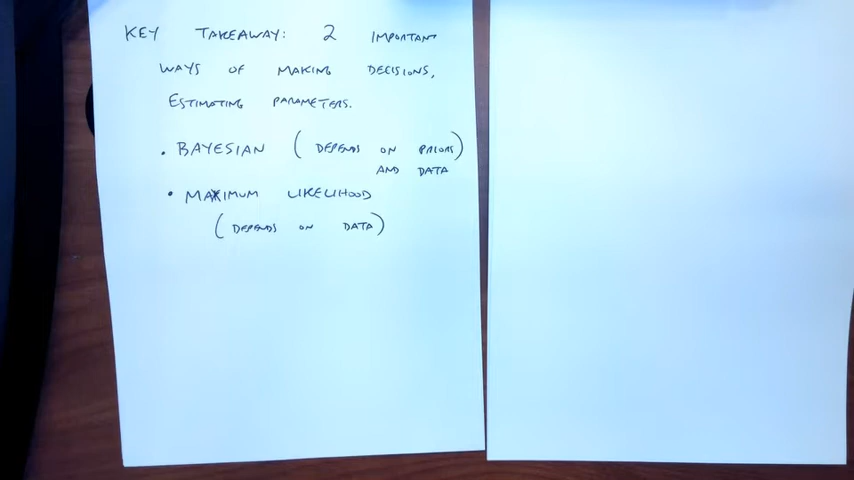 KEY TAKEAWAY: 2 IMPORTANT
WAYS OF MAKING DECISIONS,
ESTIMATING PARAMETERS.
• BAYESIAN (DEPENDS ON PRIORS)
AND DATA
• MAXIMUM LIKELIHOOD
(DEPENDS ON DATA)